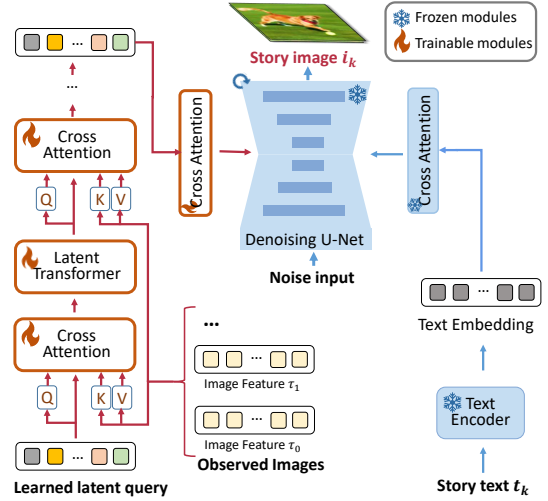 Frozen modules
Trainable modules
Story image i_k
...
Cross
Attention
Q
K
V
Cross Attention
Cross Attention
Denoising U-Net
Noise input
Latent
Transformer
Cross
Attention
Q
K
V
...
Image Feature τ_1
Image Feature τ_0
Observed Images
Learned latent query
Text Embedding
Text
Encoder
Story text t_k